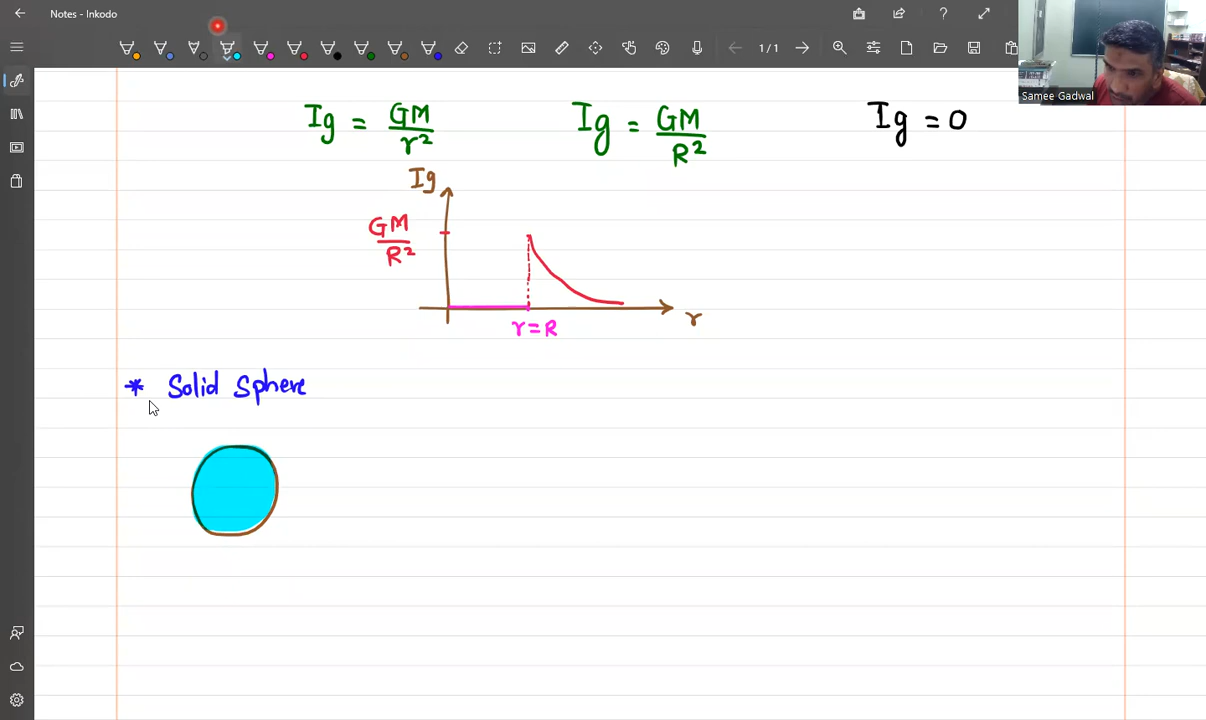 Notes - Inkodo
1 / 1
Samee Gadwal
Ig = GM/r² Ig = GM/R² Ig = 0
Ig
GM/R²
r = R
r
* Solid Sphere